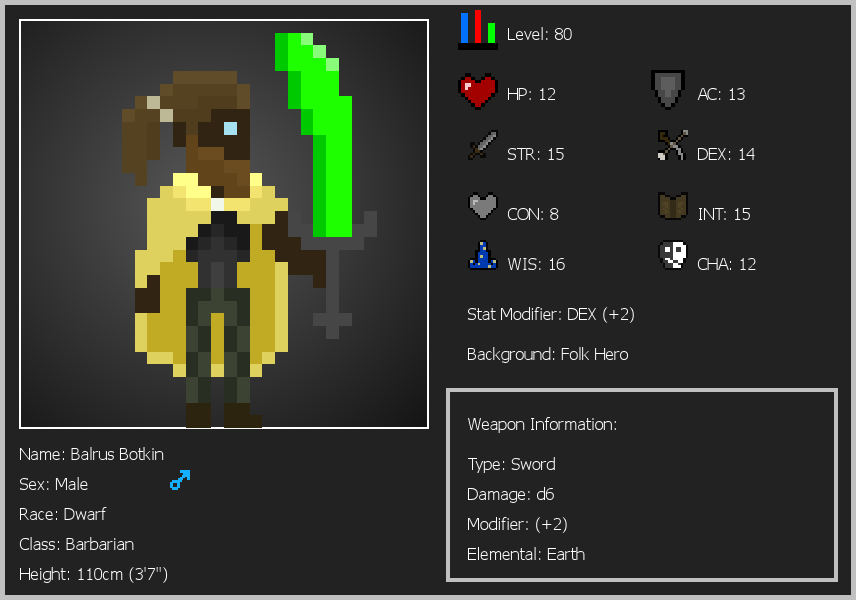 Level: 80
HP: 12
AC: 13
STR: 15
DEX: 14
CON: 8
INT: 15
WIS: 16
CHA: 12
Stat Modifier: DEX (+2)
Background: Folk Hero
Weapon Information:
Type: Sword
Damage: d6
Modifier: (+2)
Elemental: Earth
Name: Balrus Botkin
Sex: Male
Race: Dwarf
Class: Barbarian
Height: 110cm (3'7")